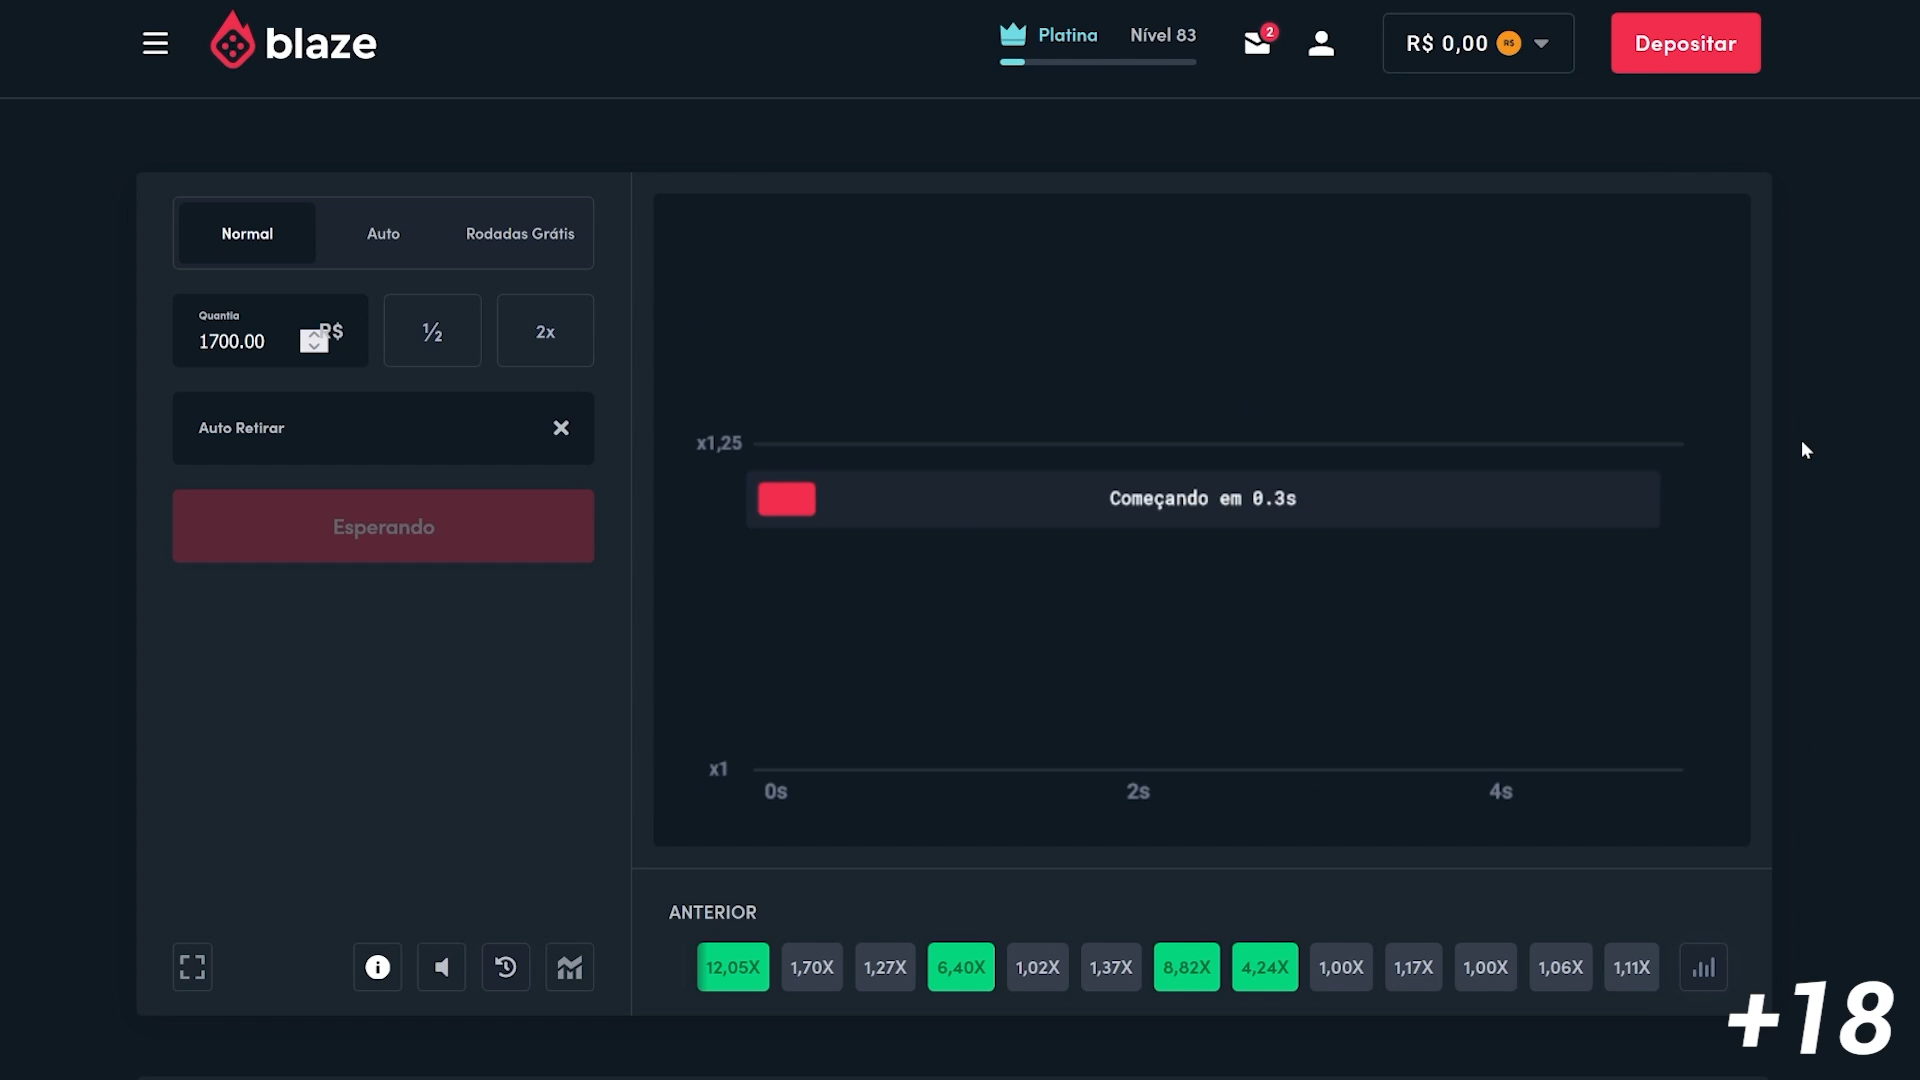 blaze
Platina Nível 83
2
R$ 0,00 R$
Depositar
Normal Auto Rodadas Grátis
Quantia
1700.00 R$
½ 2x
Auto Retirar
Esperando
x1,25
Começando em 0.3s
x1
0s 2s 4s
ANTERIOR
12,05X 1,70X 1,27X 6,40X 1,02X 1,37X 8,82X 4,24X 1,00X 1,17X 1,00X 1,06X 1,11X
+18